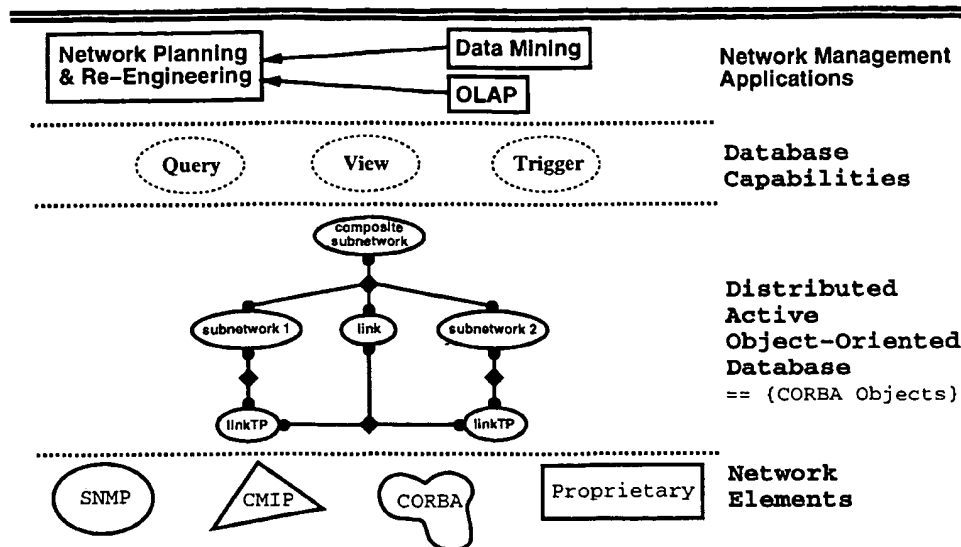 Network Planning
& Re-Engineering
Data Mining
OLAP
Network Management
Applications
Query
View
Trigger
Database
Capabilities
composite
subnetwork
subnetwork 1
link
subnetwork 2
linkTP
linkTP
Distributed
Active
Object-Oriented
Database
== {CORBA Objects}
SNMP
CMIP
CORBA
Proprietary
Network
Elements